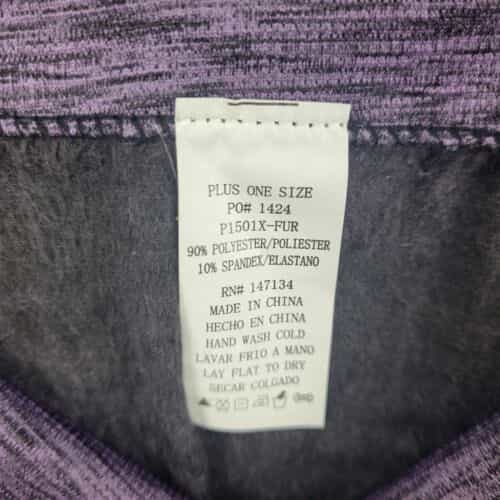 PLUS ONE SIZE
PO# 1424
P1501X-FUR
90% POLYESTER/POLIESTER
10% SPANDEX/ELASTANO
RN# 147134
MADE IN CHINA
HECHO EN CHINA
HAND WASH COLD
LAVAR FRIO A MANO
LAY FLAT TO DRY
SECAR COLGADO